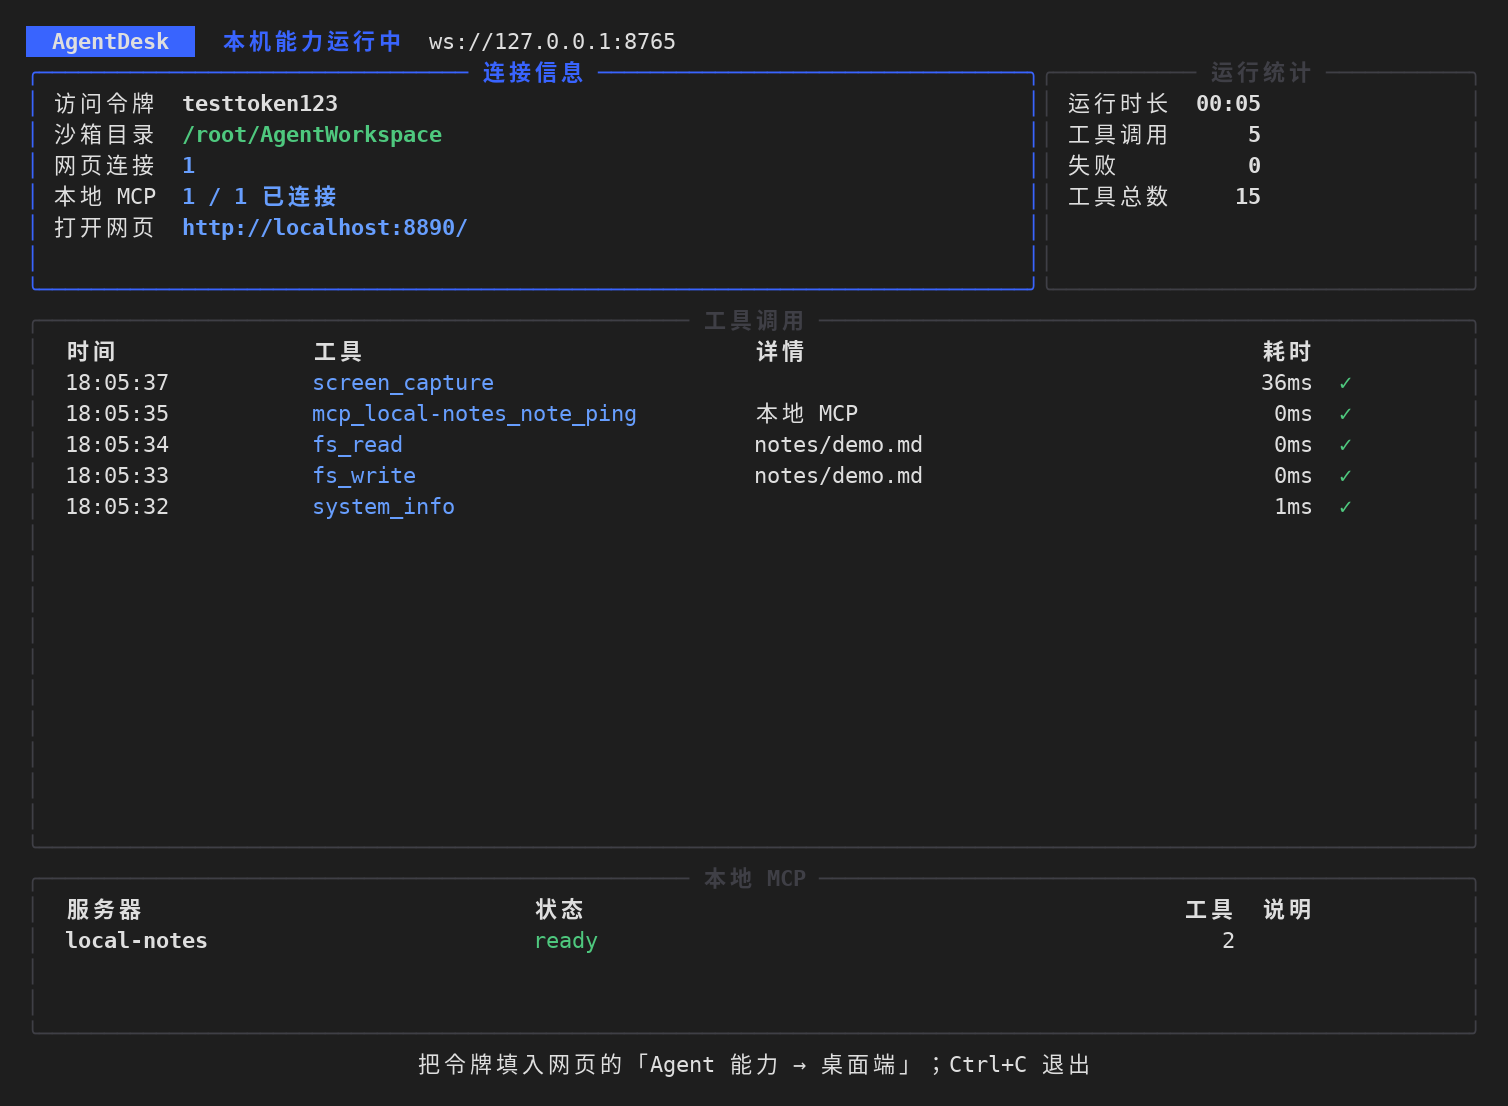 AgentDesk 本机能力运行中 ws://127.0.0.1:8765
连接信息
访问令牌 testtoken123
沙箱目录 /root/AgentWorkspace
网页连接 1
本地 MCP 1 / 1 已连接
打开网页 http://localhost:8890/
运行统计
运行时长 00:05
工具调用 5
失败 0
工具总数 15
工具调用
时间 工具 详情 耗时
18:05:37 screen_capture 36ms ✓
18:05:35 mcp_local-notes_note_ping 本地 MCP 0ms ✓
18:05:34 fs_read notes/demo.md 0ms ✓
18:05:33 fs_write notes/demo.md 0ms ✓
18:05:32 system_info 1ms ✓
本地 MCP
服务器 状态 工具 说明
local-notes ready 2
把令牌填入网页的「Agent 能力 → 桌面端」；Ctrl+C 退出